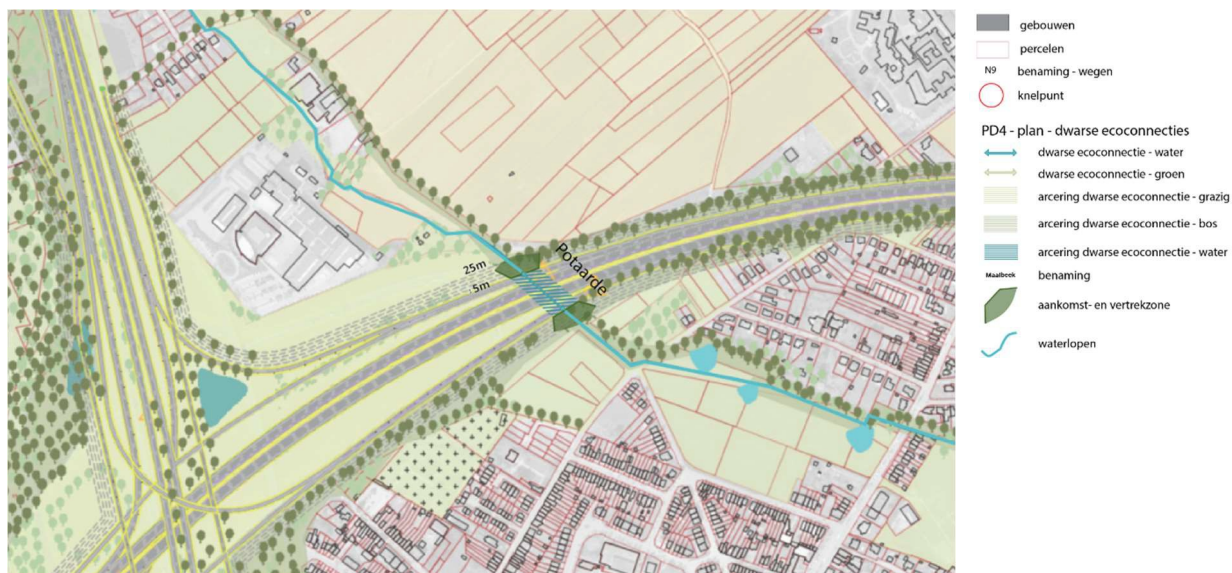 25m
5m
Potaarde
gebouwen
percelen
N9 benaming - wegen
knelpunt
PD4 - plan - dwarse ecoconnecties
dwarse ecoconnectie - water
dwarse ecoconnectie - groen
arcering dwarse ecoconnectie - grazig
arcering dwarse ecoconnectie - bos
arcering dwarse ecoconnectie - water
Maalbeek benaming
aankomst- en vertrekzone
waterlopen